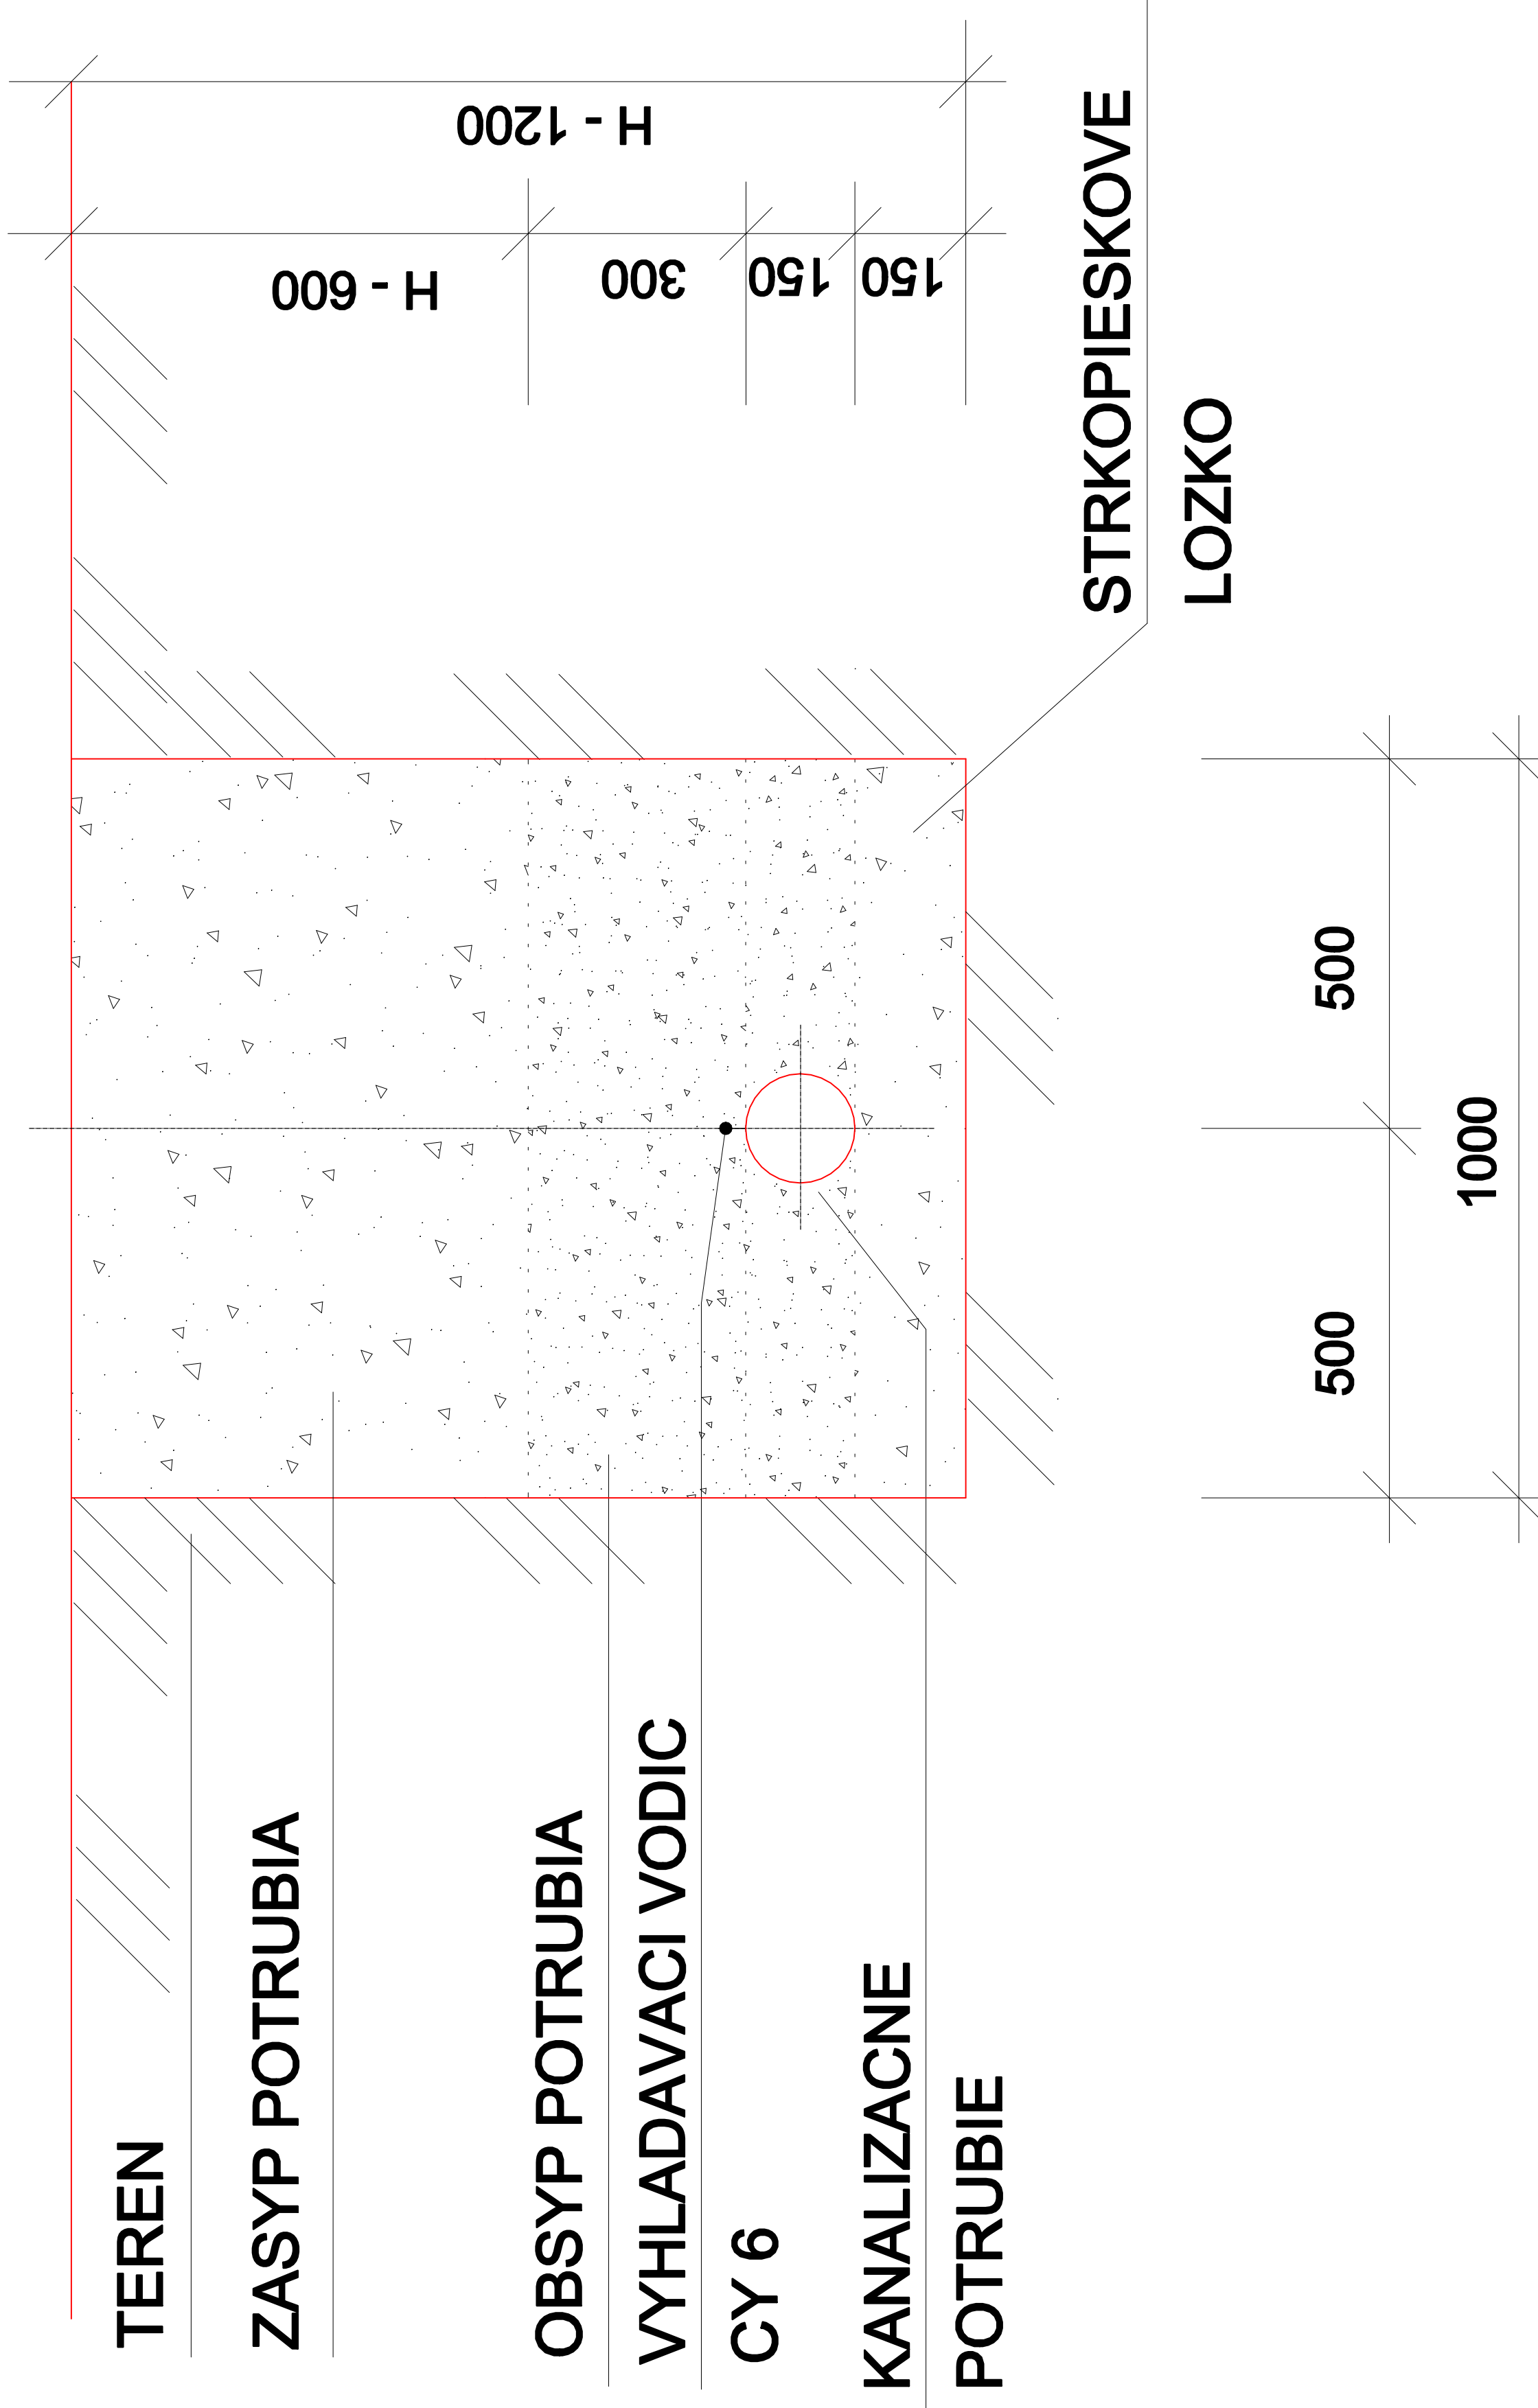 TEREN
ZASYP POTRUBIA
OBSYP POTRUBIA
VYHLADAVACI VODIC
CY 6
KANALIZACNE
POTRUBIE
H - 1200
H - 600
300
150
150
STRKOPIESKOVE
LOZKO
500
500
1000